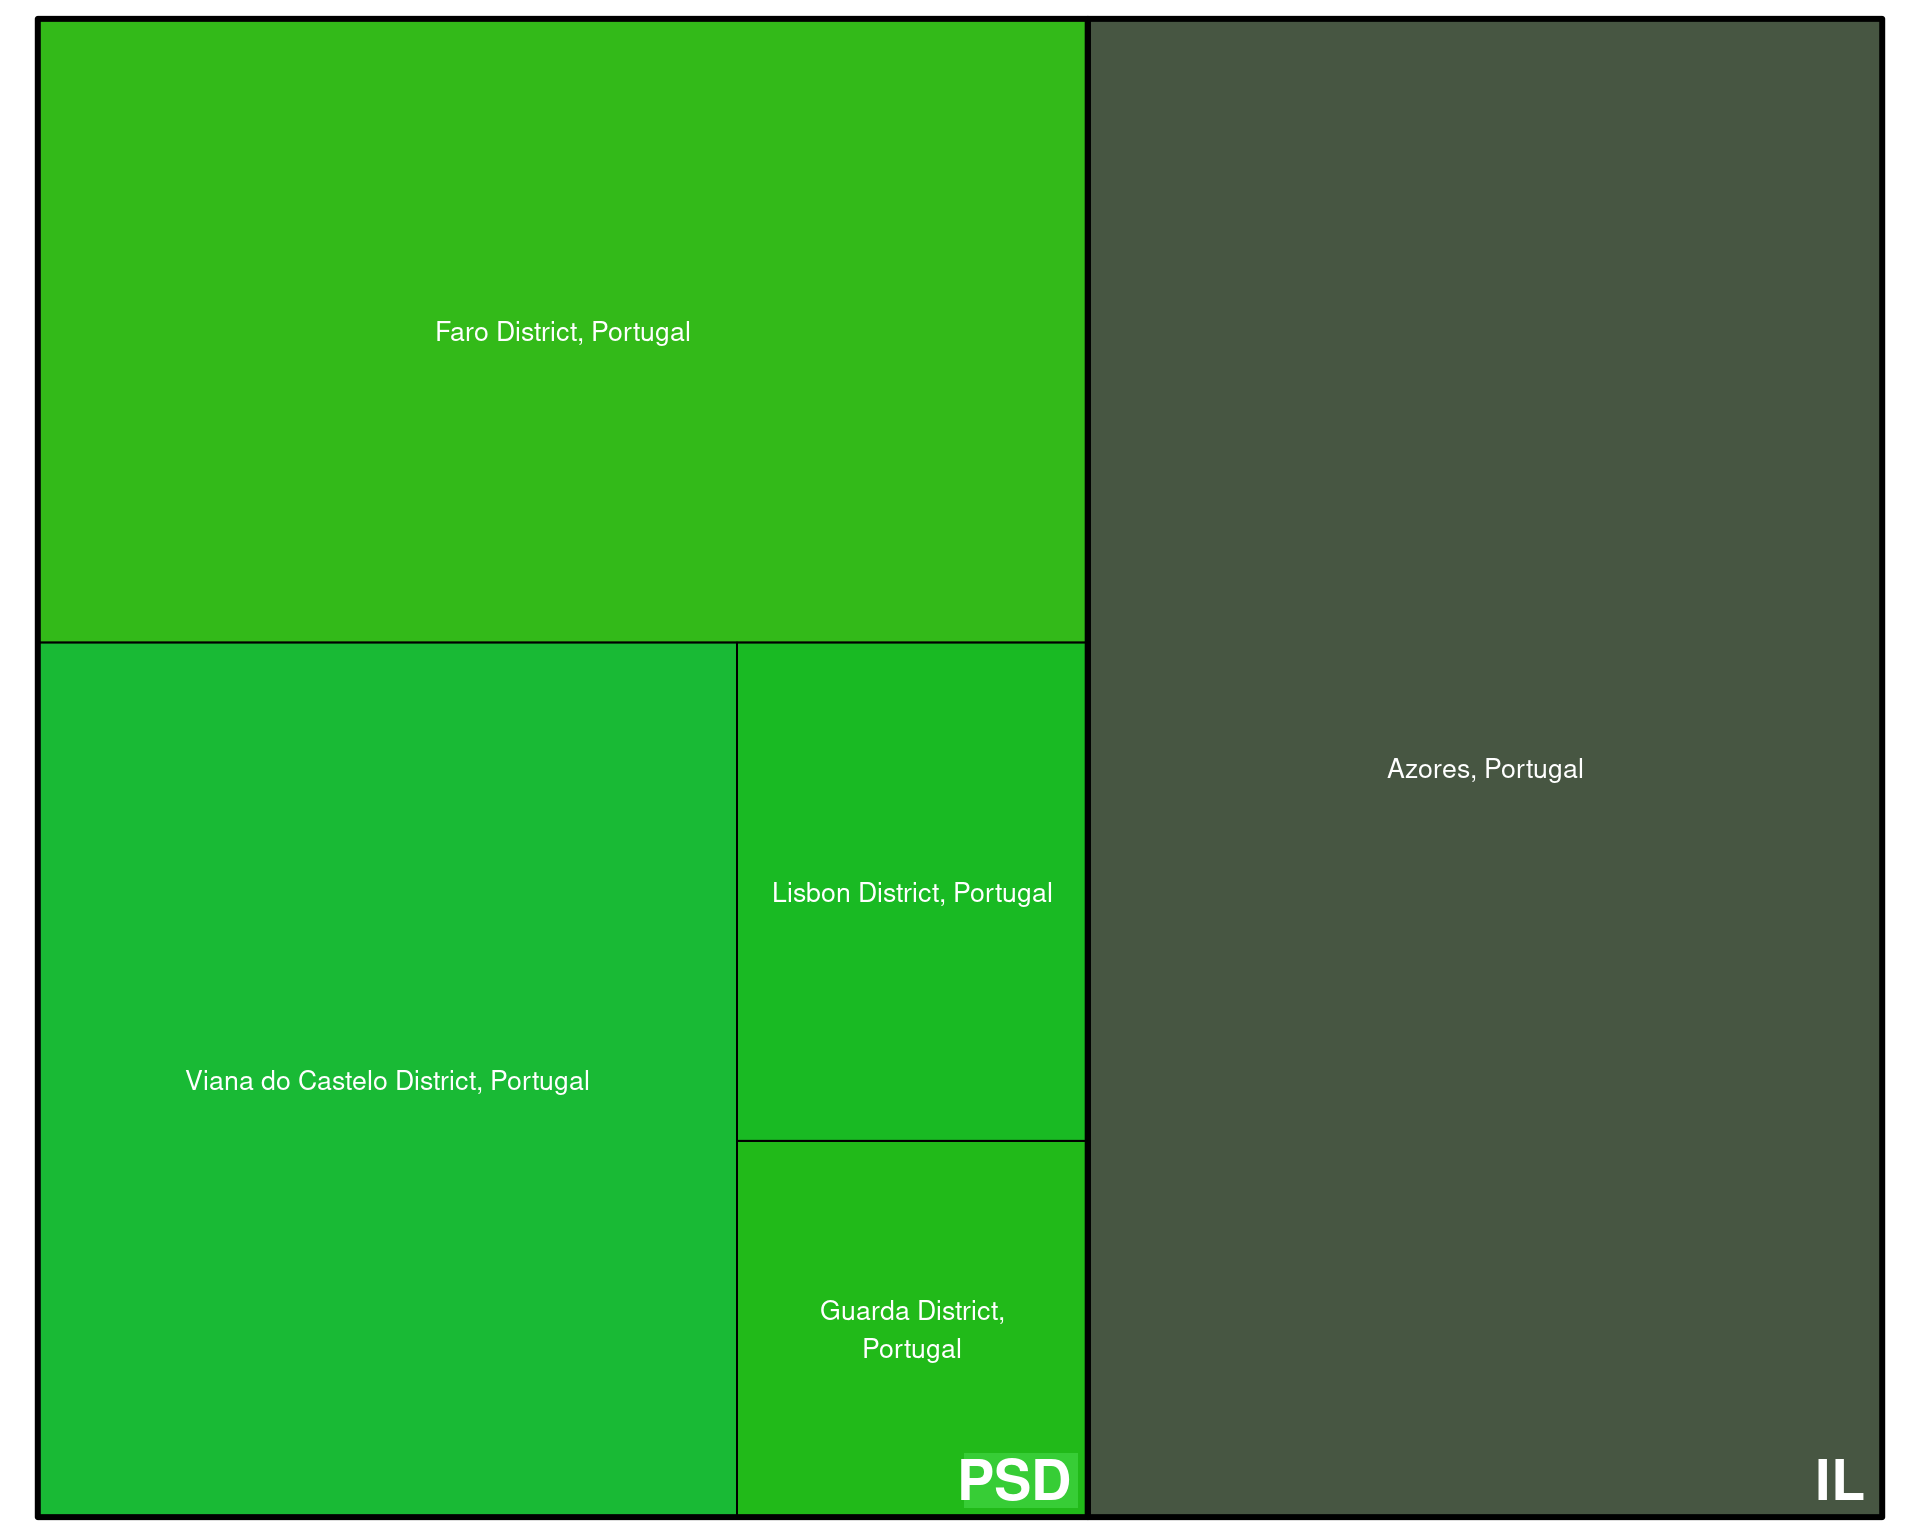 Faro District, Portugal
Azores, Portugal
Lisbon District, Portugal
Viana do Castelo District, Portugal
Guarda District,
Portugal
PSD
IL